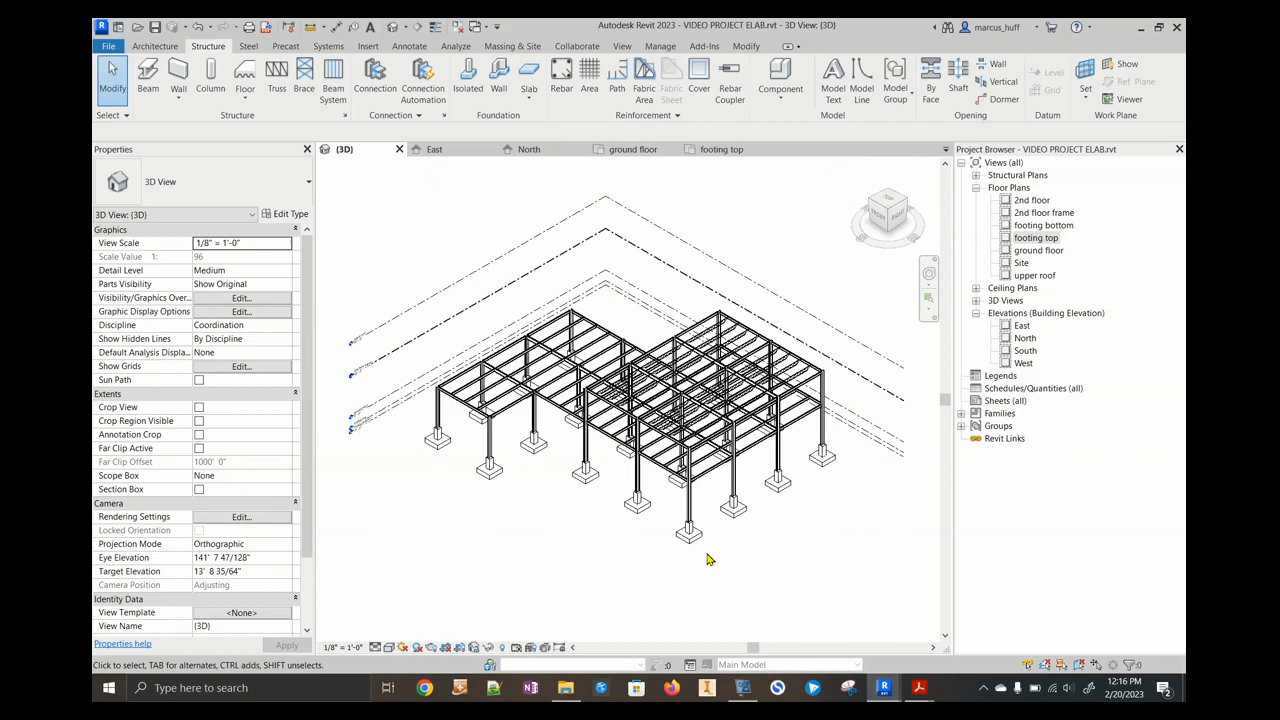 Autodesk Revit 2023 - VIDEO PROJECT ELAB.rvt - 3D View: {3D}
marcus_huff
File Architecture Structure Steel Precast Systems Insert Annotate Analyze Massing & Site Collaborate View Manage Add-Ins Modify
Modify Beam Wall Column Floor Truss Brace Beam System Connection Connection Automation Isolated Wall Slab Rebar Area Path Fabric Area Fabric Sheet Cover Rebar Coupler Component Model Text Model Line Model Group By Face Shaft Wall Vertical Dormer Level Grid Set Show Ref Plane Viewer
Select Structure Connection Foundation Reinforcement Model Opening Datum Work Plane
Properties
{3D} East North ground floor footing top
3D View
3D View: {3D} Edit Type
Graphics
View Scale 1/8" = 1'-0"
Scale Value 1: 96
Detail Level Medium
Parts Visibility Show Original
Visibility/Graphics Over... Edit...
Graphic Display Options Edit...
Discipline Coordination
Show Hidden Lines By Discipline
Default Analysis Displa... None
Show Grids Edit...
Sun Path
Extents
Crop View
Crop Region Visible
Annotation Crop
Far Clip Active
Far Clip Offset 1000' 0"
Scope Box None
Section Box
Camera
Rendering Settings Edit...
Locked Orientation
Projection Mode Orthographic
Eye Elevation 141' 7 47/128"
Target Elevation 13' 8 35/64"
Camera Position Adjusting
Identity Data
View Template <None>
View Name {3D}
Properties help Apply
TOP
FRONT
RIGHT
Project Browser - VIDEO PROJECT ELAB.rvt
Views (all)
Structural Plans
Floor Plans
2nd floor
2nd floor frame
footing bottom
footing top
ground floor
Site
upper roof
Ceiling Plans
3D Views
Elevations (Building Elevation)
East
North
South
West
Legends
Schedules/Quantities (all)
Sheets (all)
Families
Groups
Revit Links
1/8" = 1'-0"
Click to select, TAB for alternates, CTRL adds, SHIFT unselects.
:0
Main Model
:0
Type here to search
12:16 PM
2/20/2023
2